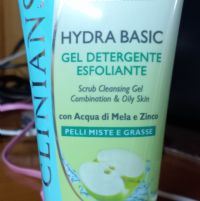 CLINIANS
HYDRA BASIC
GEL DETERGENTE
ESFOLIANTE
Scrub Cleansing Gel
Combination & Oily Skin
con Acqua di Mela e Zinco
PELLI MISTE E GRASSE